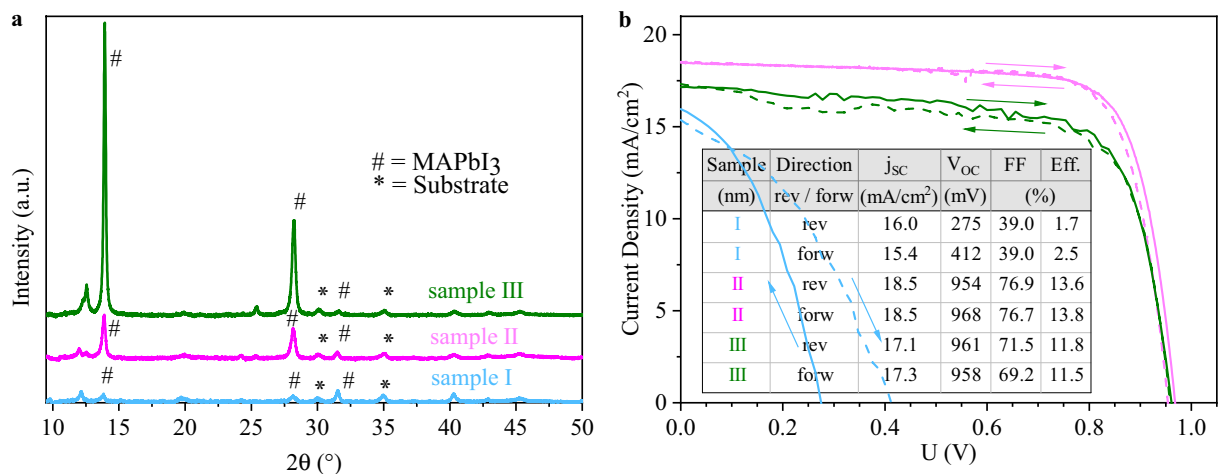 a
Intensity (a.u.)
#
#
# = MAPbI3
* = Substrate
sample III
* # *
#
#
sample II
* # *
#
sample I
# * # *
10 15 20 25 30 35 40 45 50
2θ (°)
b
Current Density (mA/cm²)
20
15
10
5
0
Sample Direction jSC VOC FF Eff.
(nm) rev / forw (mA/cm²) (mV) (%)
I rev 16.0 275 39.0 1.7
I forw 15.4 412 39.0 2.5
II rev 18.5 954 76.9 13.6
II forw 18.5 968 76.7 13.8
III rev 17.1 961 71.5 11.8
III forw 17.3 958 69.2 11.5
0.0 0.2 0.4 0.6 0.8 1.0
U (V)